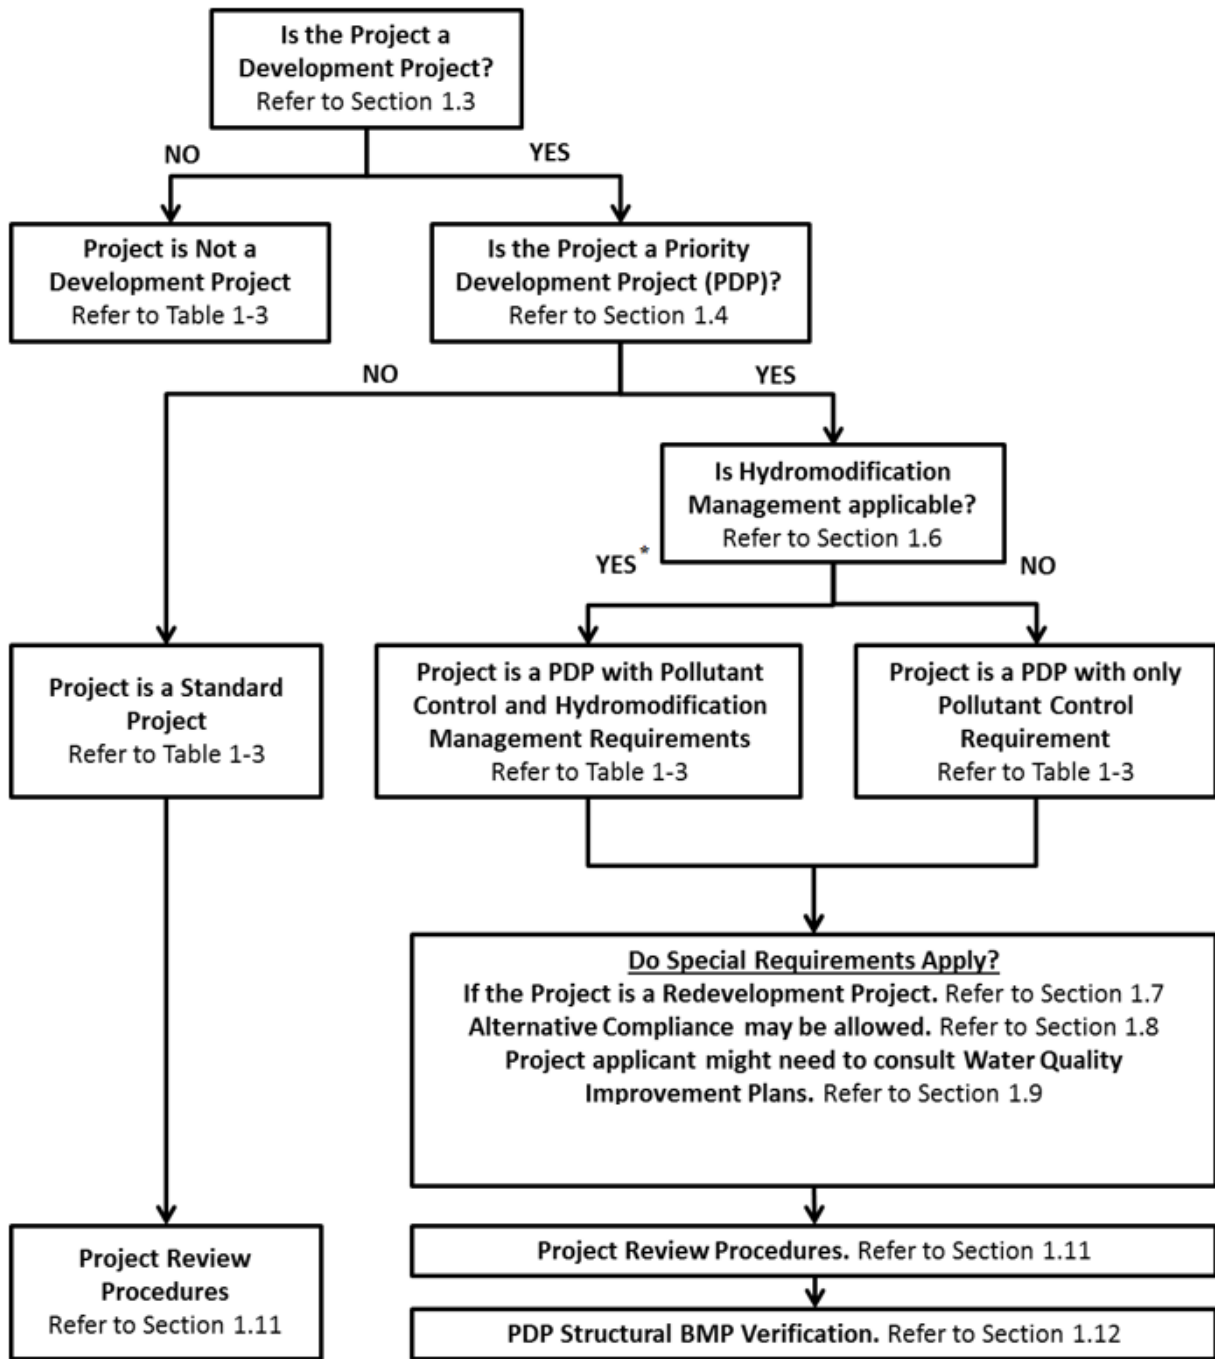 Is the Project a
Development Project?
Refer to Section 1.3
NO
YES
Project is Not a
Development Project
Refer to Table 1-3
Is the Project a Priority
Development Project (PDP)?
Refer to Section 1.4
NO
YES
Is Hydromodification
Management applicable?
Refer to Section 1.6
YES*
NO
Project is a Standard
Project
Refer to Table 1-3
Project is a PDP with Pollutant
Control and Hydromodification
Management Requirements
Refer to Table 1-3
Project is a PDP with only
Pollutant Control
Requirement
Refer to Table 1-3
Do Special Requirements Apply?
If the Project is a Redevelopment Project. Refer to Section 1.7
Alternative Compliance may be allowed. Refer to Section 1.8
Project applicant might need to consult Water Quality
Improvement Plans. Refer to Section 1.9
Project Review
Procedures
Refer to Section 1.11
Project Review Procedures. Refer to Section 1.11
PDP Structural BMP Verification. Refer to Section 1.12